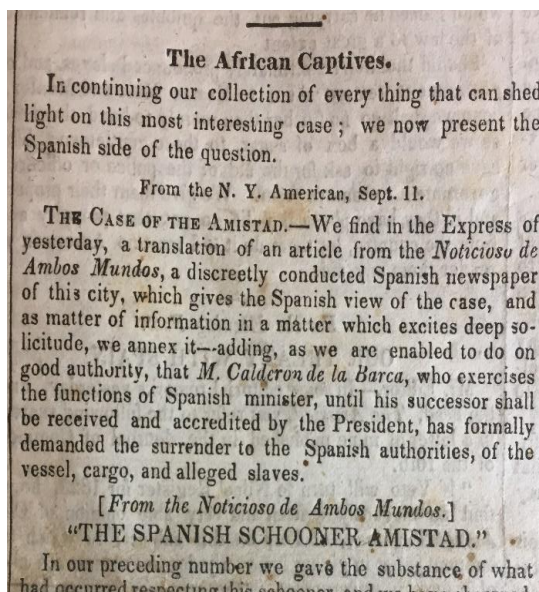 The African Captives.
In continuing our collection of every thing that can shed
light on this most interesting case; we now present the
Spanish side of the question.
From the N. Y. American, Sept. 11.
THE CASE OF THE AMISTAD.—We find in the Express of
yesterday, a translation of an article from the Noticioso de
Ambos Mundos, a discreetly conducted Spanish newspaper
of this city, which gives the Spanish view of the case, and
as matter of information in a matter which excites deep so-
licitude, we annex it—adding, as we are enabled to do on
good authority, that M. Calderon de la Barca, who exercises
the functions of Spanish minister, until his successor shall
be received and accredited by the President, has formally
demanded the surrender to the Spanish authorities, of the
vessel, cargo, and alleged slaves.
[From the Noticioso de Ambos Mundos.]
"THE SPANISH SCHOONER AMISTAD."
In our preceding number we gave the substance of what
had occurred respecting this schooner, and we